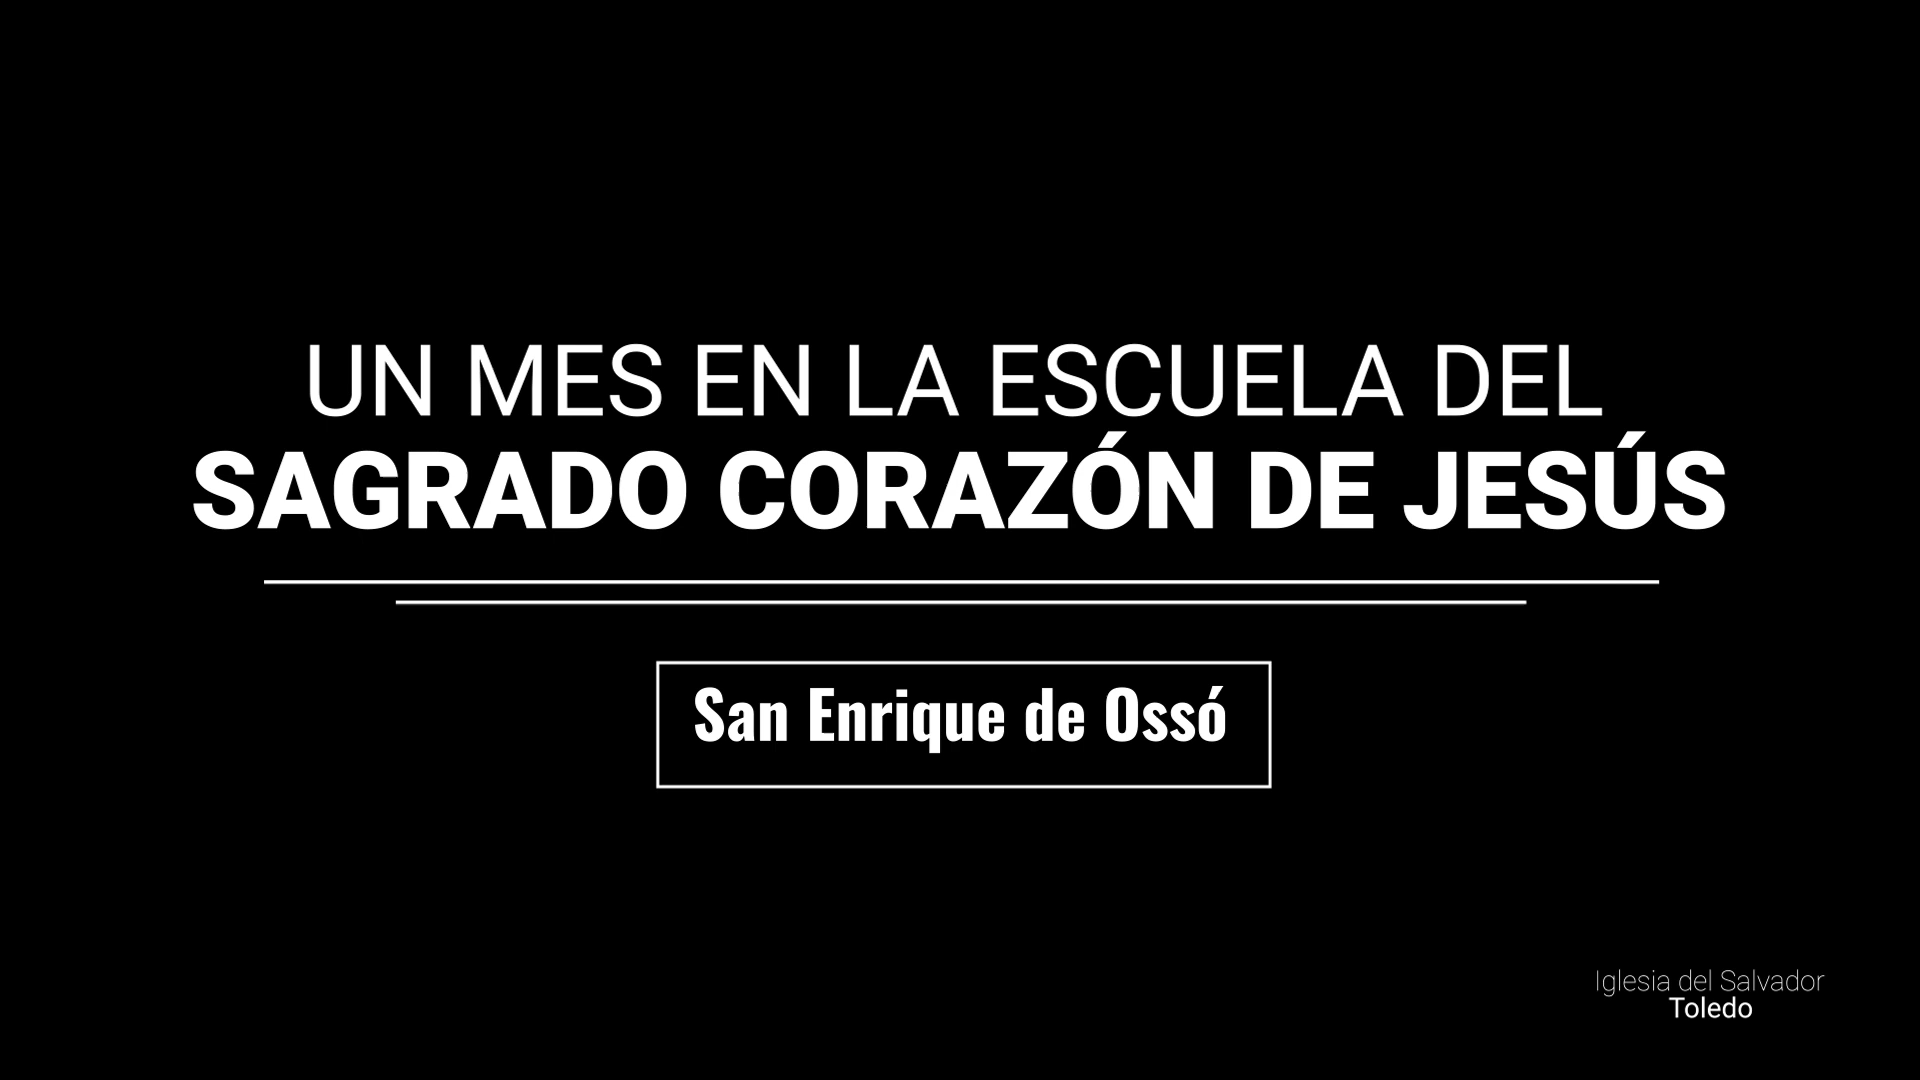 UN MES EN LA ESCUELA DEL
SAGRADO CORAZÓN DE JESÚS
San Enrique de Ossó
Iglesia del Salvador
Toledo